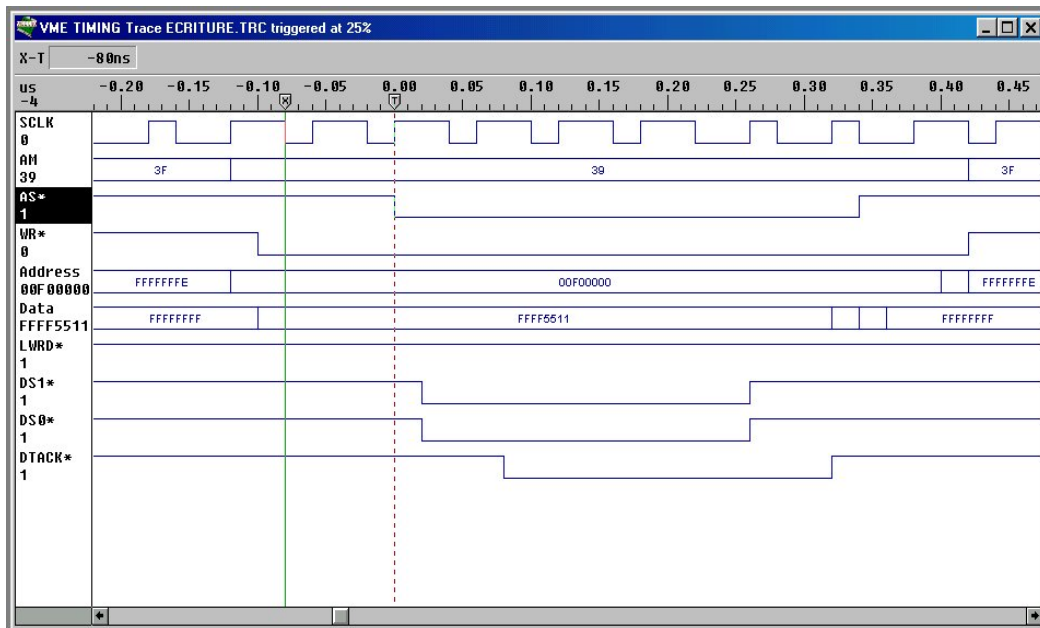 VME TIMING Trace ECRITURE.TRC triggered at 25%
X-T -80ns
us -0.20 -0.15 -0.10 -0.05 0.00 0.05 0.10 0.15 0.20 0.25 0.30 0.35 0.40 0.45
-4
X T
SCLK
0
AM
39 3F 39 3F
AS*
1
WR*
0
Address
00F00000 FFFFFFFE 00F00000 FFFFFFFE
Data
FFFF5511 FFFFFFFF FFFF5511 FFFFFFFF
LWRD*
1
DS1*
1
DS0*
1
DTACK*
1